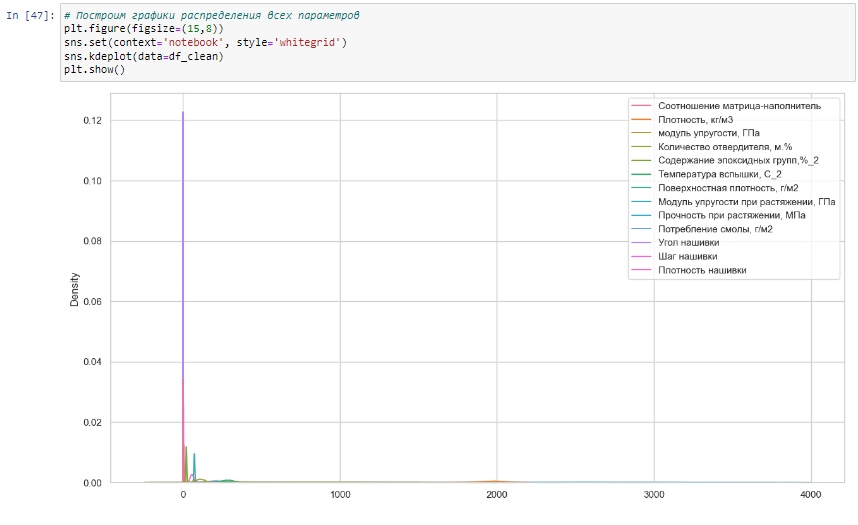 In [47]:
# Построим графики распределения всех параметров
plt.figure(figsize=(15,8))
sns.set(context='notebook', style='whitegrid')
sns.kdeplot(data=df_clean)
plt.show()
0.12
0.10
0.08
0.06
0.04
0.02
0.00
Density
0
1000
2000
3000
4000
Соотношение матрица-наполнитель
Плотность, кг/м3
модуль упругости, ГПа
Количество отвердителя, м.%
Содержание эпоксидных групп,%_2
Температура вспышки, С_2
Поверхностная плотность, г/м2
Модуль упругости при растяжении, ГПа
Прочность при растяжении, МПа
Потребление смолы, г/м2
Угол нашивки
Шаг нашивки
Плотность нашивки